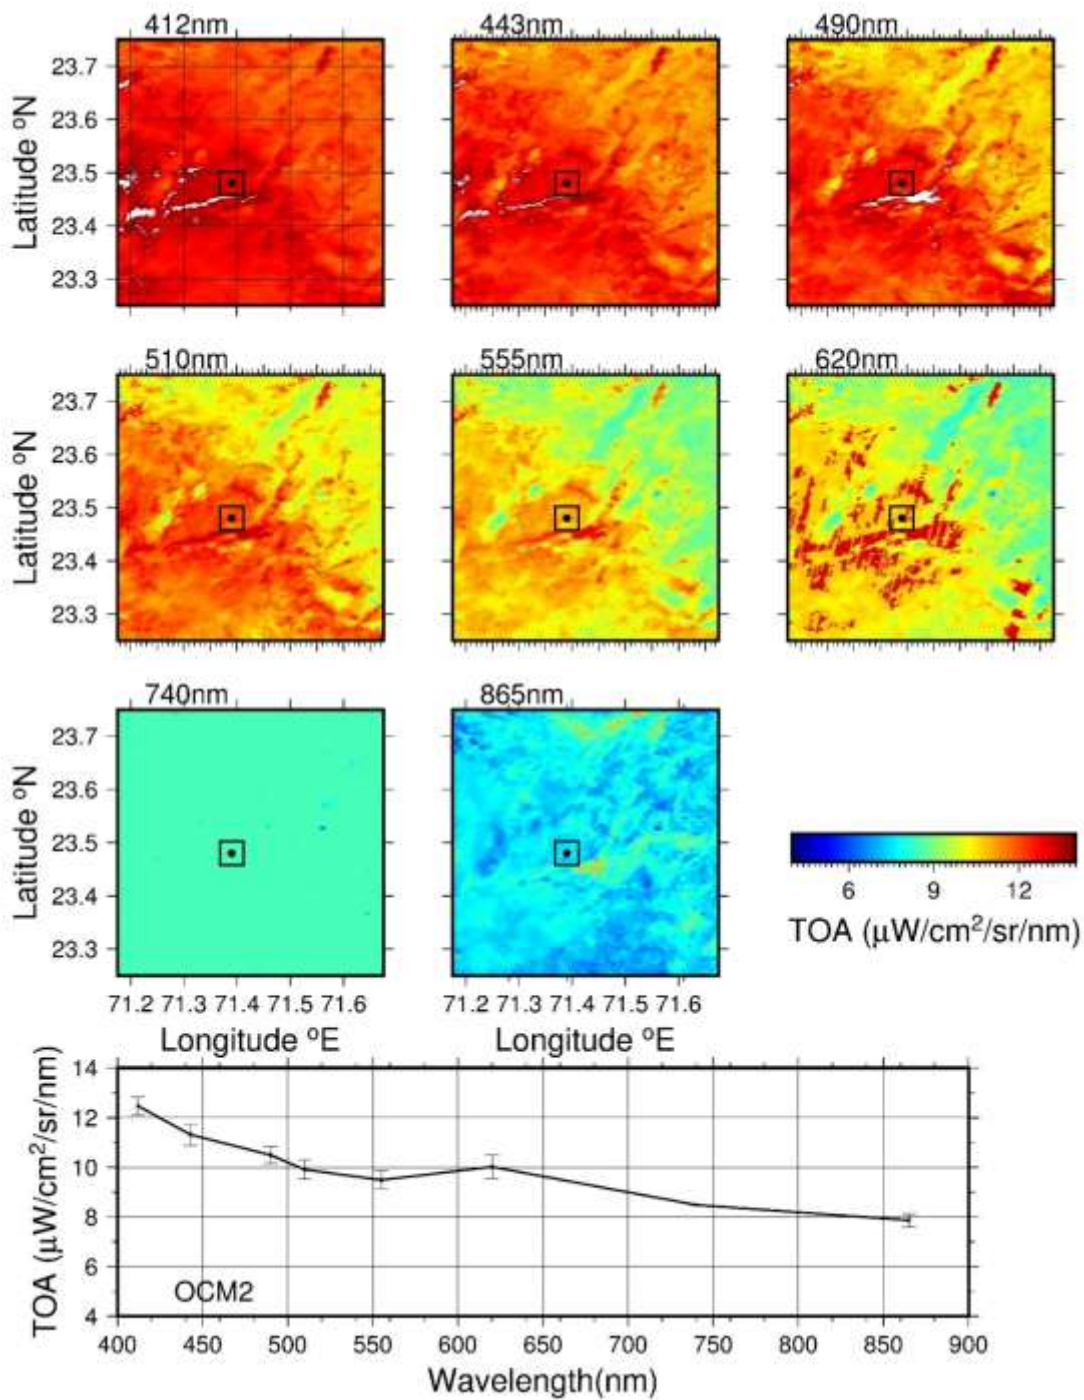 412nm 443nm 490nm
23.7
23.6
23.5
23.4
23.3
Latitude ºN
510nm 555nm 620nm
23.7
23.6
23.5
23.4
23.3
Latitude ºN
740nm 865nm
23.7
23.6
23.5
23.4
23.3
Latitude ºN
71.2 71.3 71.4 71.5 71.6 71.2 71.3 71.4 71.5 71.6
Longitude ºE Longitude ºE
6 9 12
TOA (μW/cm²/sr/nm)
14
12
10
8
6
4
TOA (μW/cm²/sr/nm)
OCM2
400 450 500 550 600 650 700 750 800 850 900
Wavelength(nm)